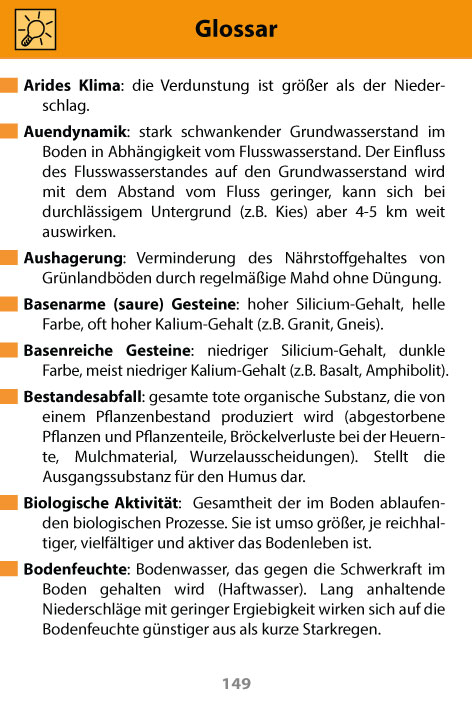 Glossar
Arides Klima: die Verdunstung ist größer als der Nieder-
schlag.
Auendynamik: stark schwankender Grundwasserstand im
Boden in Abhängigkeit vom Flusswasserstand. Der Einfluss
des Flusswasserstandes auf den Grundwasserstand wird
mit dem Abstand vom Fluss geringer, kann sich bei
durchlässigem Untergrund (z.B. Kies) aber 4-5 km weit
auswirken.
Aushagerung: Verminderung des Nährstoffgehaltes von
Grünlandböden durch regelmäßige Mahd ohne Düngung.
Basenarme (saure) Gesteine: hoher Silicium-Gehalt, helle
Farbe, oft hoher Kalium-Gehalt (z.B. Granit, Gneis).
Basenreiche Gesteine: niedriger Silicium-Gehalt, dunkle
Farbe, meist niedriger Kalium-Gehalt (z.B. Basalt, Amphibolit).
Bestandesabfall: gesamte tote organische Substanz, die von
einem Pflanzenbestand produziert wird (abgestorbene
Pflanzen und Pflanzenteile, Bröckelverluste bei der Heuern-
te, Mulchmaterial, Wurzelausscheidungen). Stellt die
Ausgangssubstanz für den Humus dar.
Biologische Aktivität: Gesamtheit der im Boden ablaufen-
den biologischen Prozesse. Sie ist umso größer, je reichhal-
tiger, vielfältiger und aktiver das Bodenleben ist.
Bodenfeuchte: Bodenwasser, das gegen die Schwerkraft im
Boden gehalten wird (Haftwasser). Lang anhaltende
Niederschläge mit geringer Ergiebigkeit wirken sich auf die
Bodenfeuchte günstiger aus als kurze Starkregen.
149